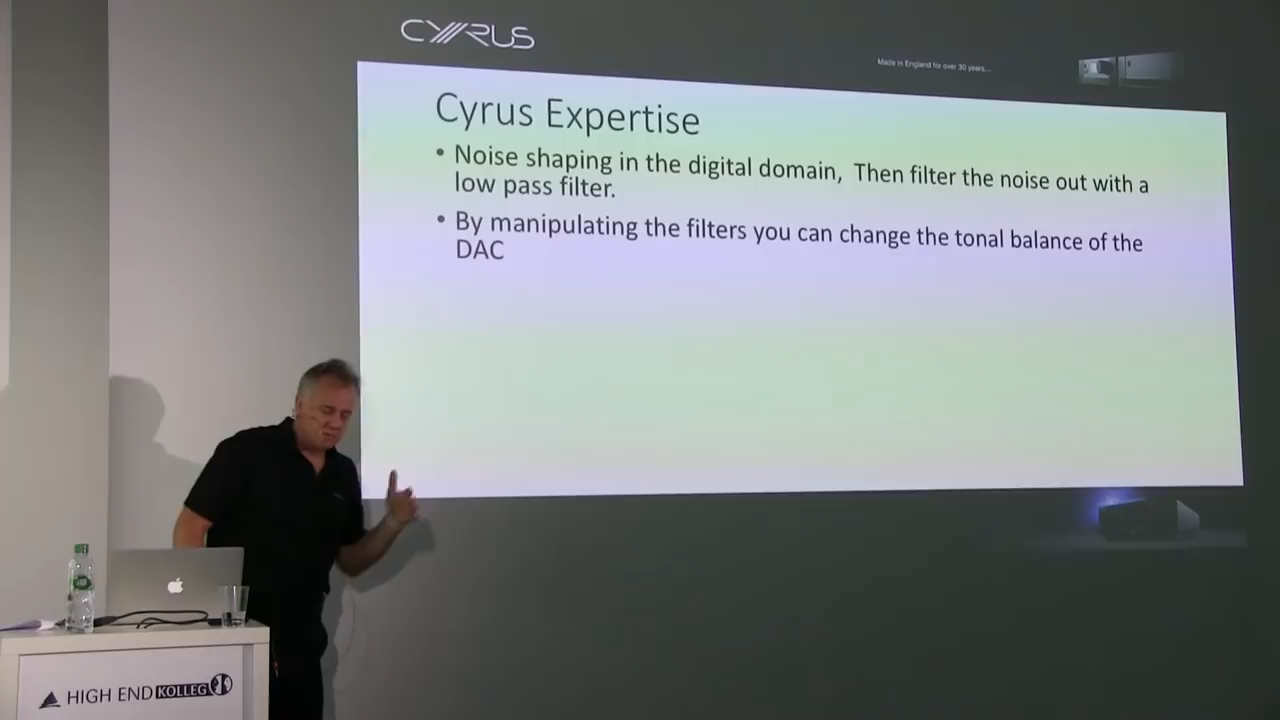 CYRUS
Made in England for over 30 years...
Cyrus Expertise
• Noise shaping in the digital domain, Then filter the noise out with a
low pass filter.
• By manipulating the filters you can change the tonal balance of the
DAC
HIGH END KOLLEG